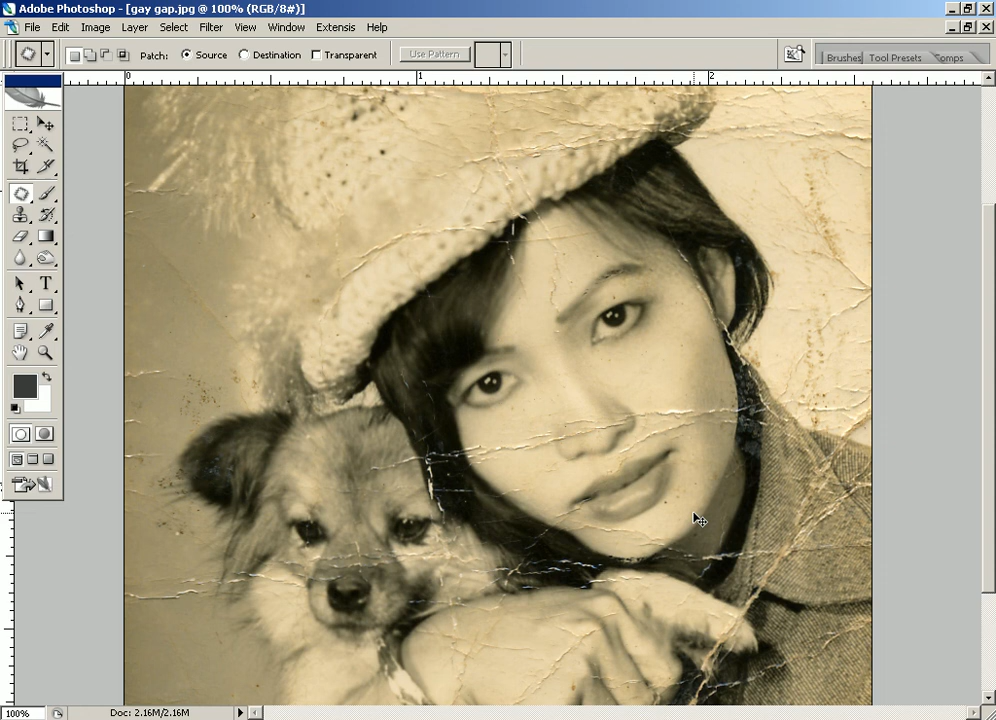 Adobe Photoshop - [gay gap.jpg @ 100% (RGB/8#)]
File Edit Image Layer Select Filter View Window Extensis Help
Patch: Source Destination Transparent Use Pattern Brushes Tool Presets Comps
0 1 2
T
100% Doc: 2.16M/2.16M